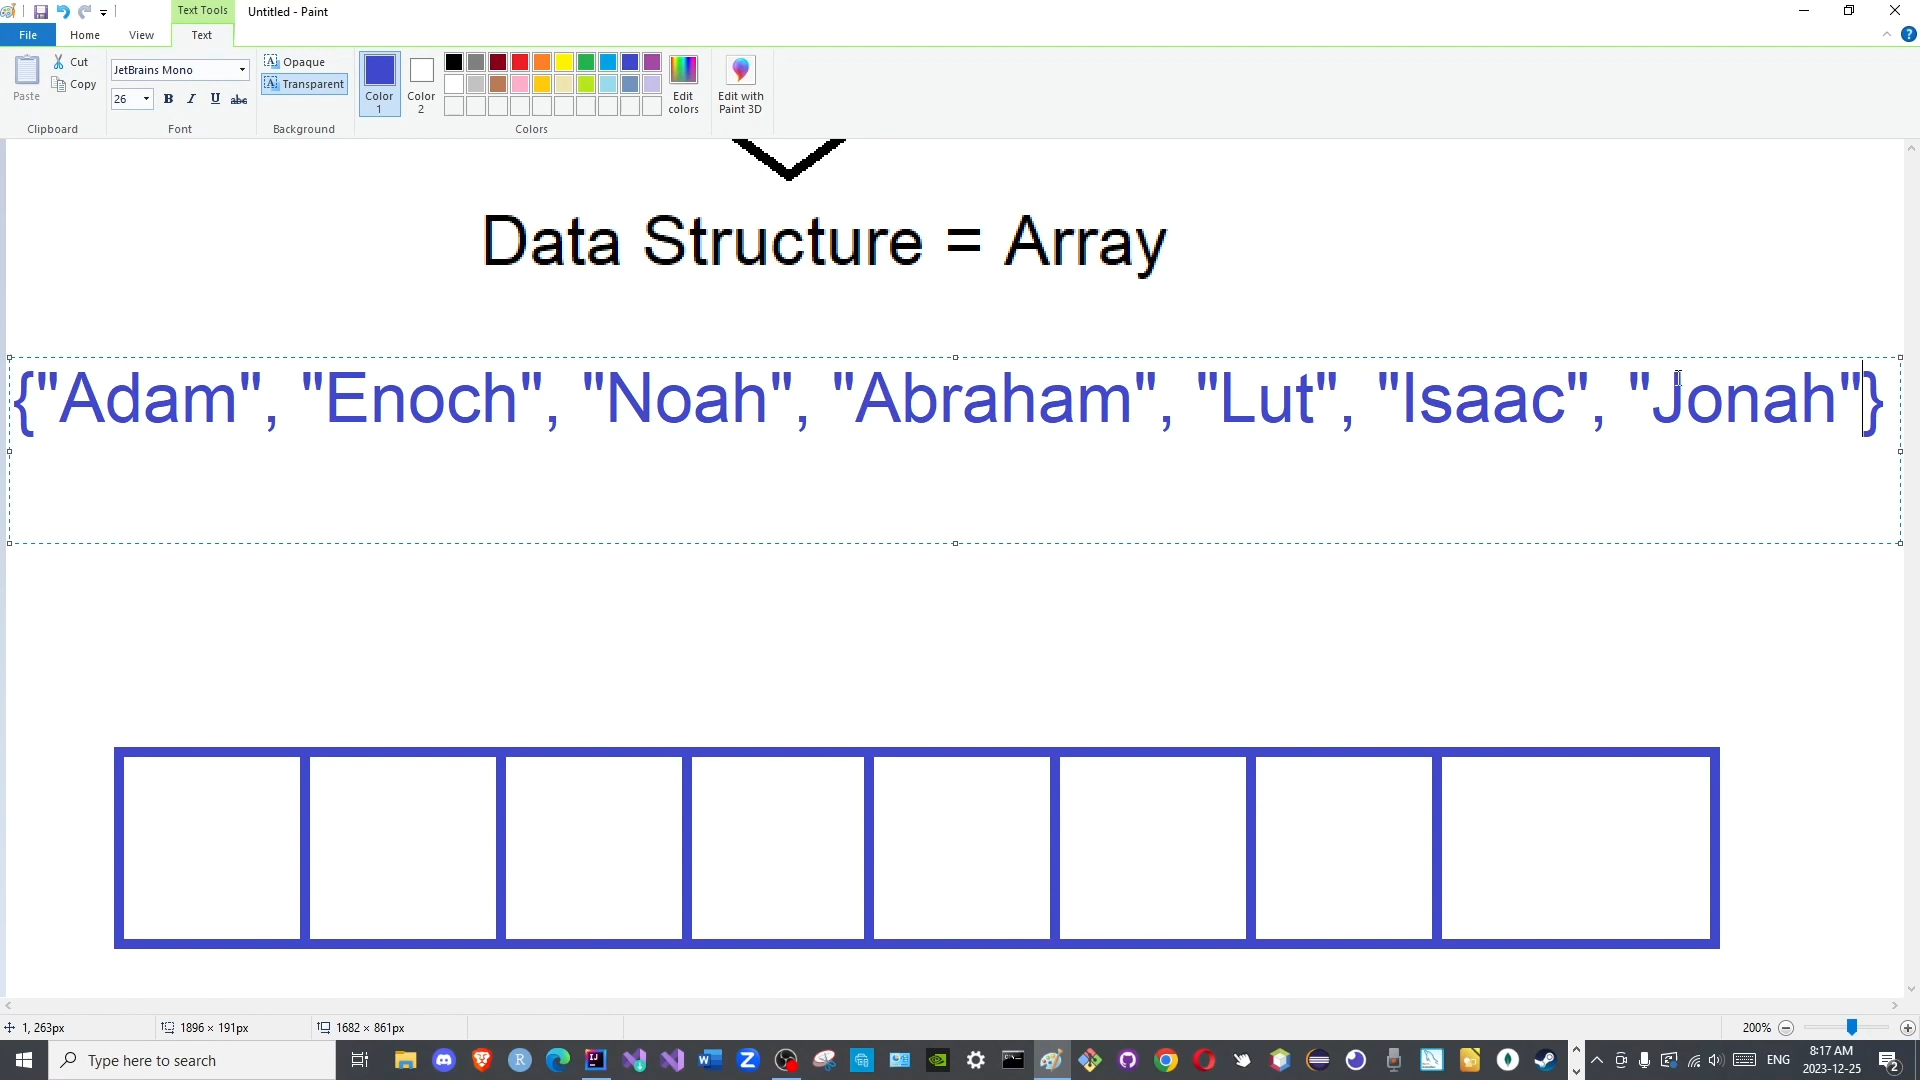 Text Tools
Untitled - Paint
File
Home
View
Text
Paste
Cut
Copy
Clipboard
JetBrains Mono
26
B
I
U
abc
Font
A
Opaque
A
Transparent
Background
Color
1
Color
2
Edit
colors
Colors
Edit with
Paint 3D
?
Data Structure = Array
{"Adam", "Enoch", "Noah", "Abraham", "Lut", "Isaac", "Jonah"}
1, 263px
1896 × 191px
1682 × 861px
200%
Type here to search
ENG
8:17 AM
2023-12-25
2